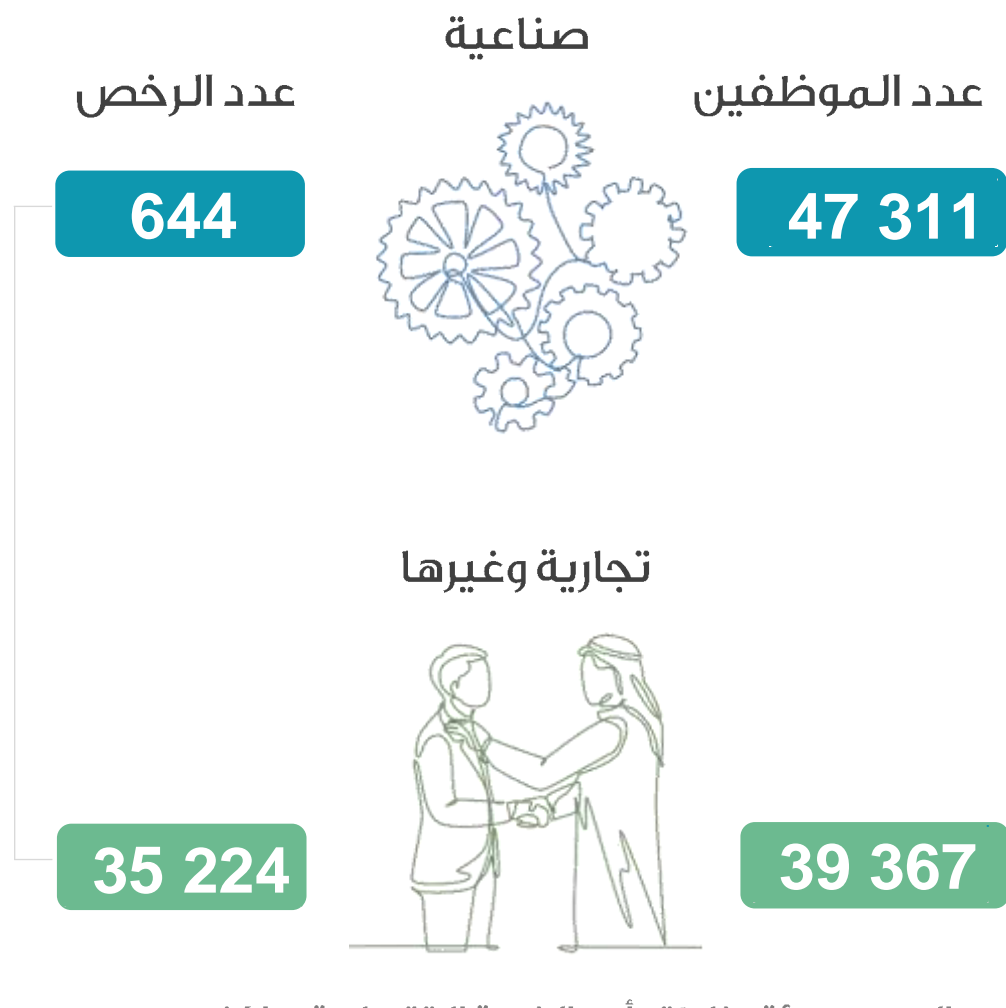 صناعية
عدد الموظفين
عدد الرخص
47 311
644
تجارية وغيرها
39 367
35 224